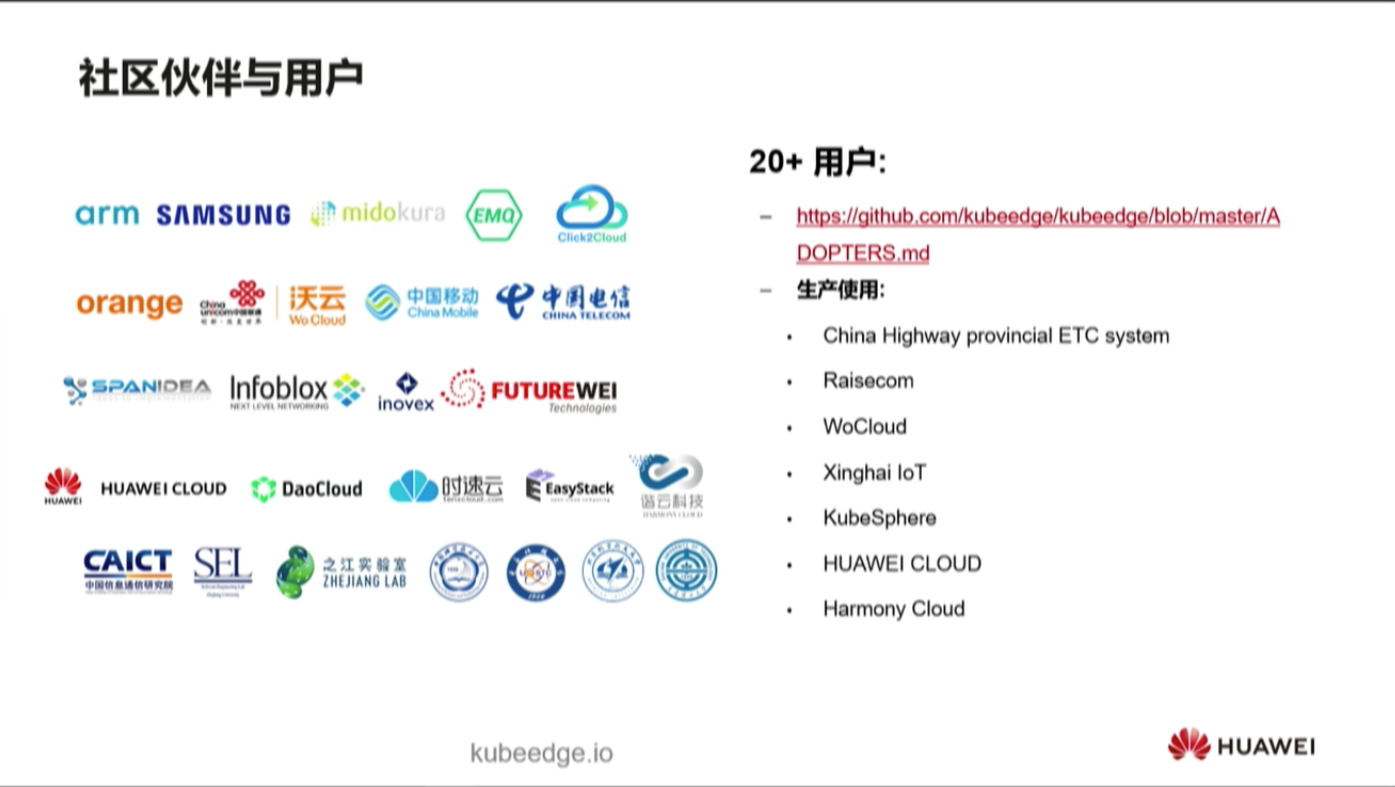 社区伙伴与用户
arm SAMSUNG midokura EMQ Click2Cloud
orange China unicom中国联通 沃云 Wo Cloud 中国移动 China Mobile 中国电信 CHINA TELECOM
SPANIDEA Infoblox NEXT LEVEL NETWORKING inovex FUTUREWEI Technologies
HUAWEI HUAWEI CLOUD DaoCloud 时速云 EasyStack 谐云科技 HARMONY CLOUD
CAICT 中国信息通信研究院 SEL 之江实验室 ZHEJIANG LAB
20+ 用户:
– https://github.com/kubeedge/kubeedge/blob/master/A
DOPTERS.md
– 生产使用:
• China Highway provincial ETC system
• Raisecom
• WoCloud
• Xinghai IoT
• KubeSphere
• HUAWEI CLOUD
• Harmony Cloud
kubeedge.io
HUAWEI